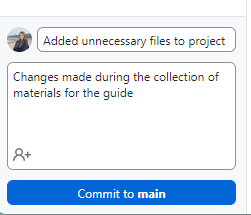 Added unnecessary files to project
Changes made during the collection of
materials for the guide
Commit to main